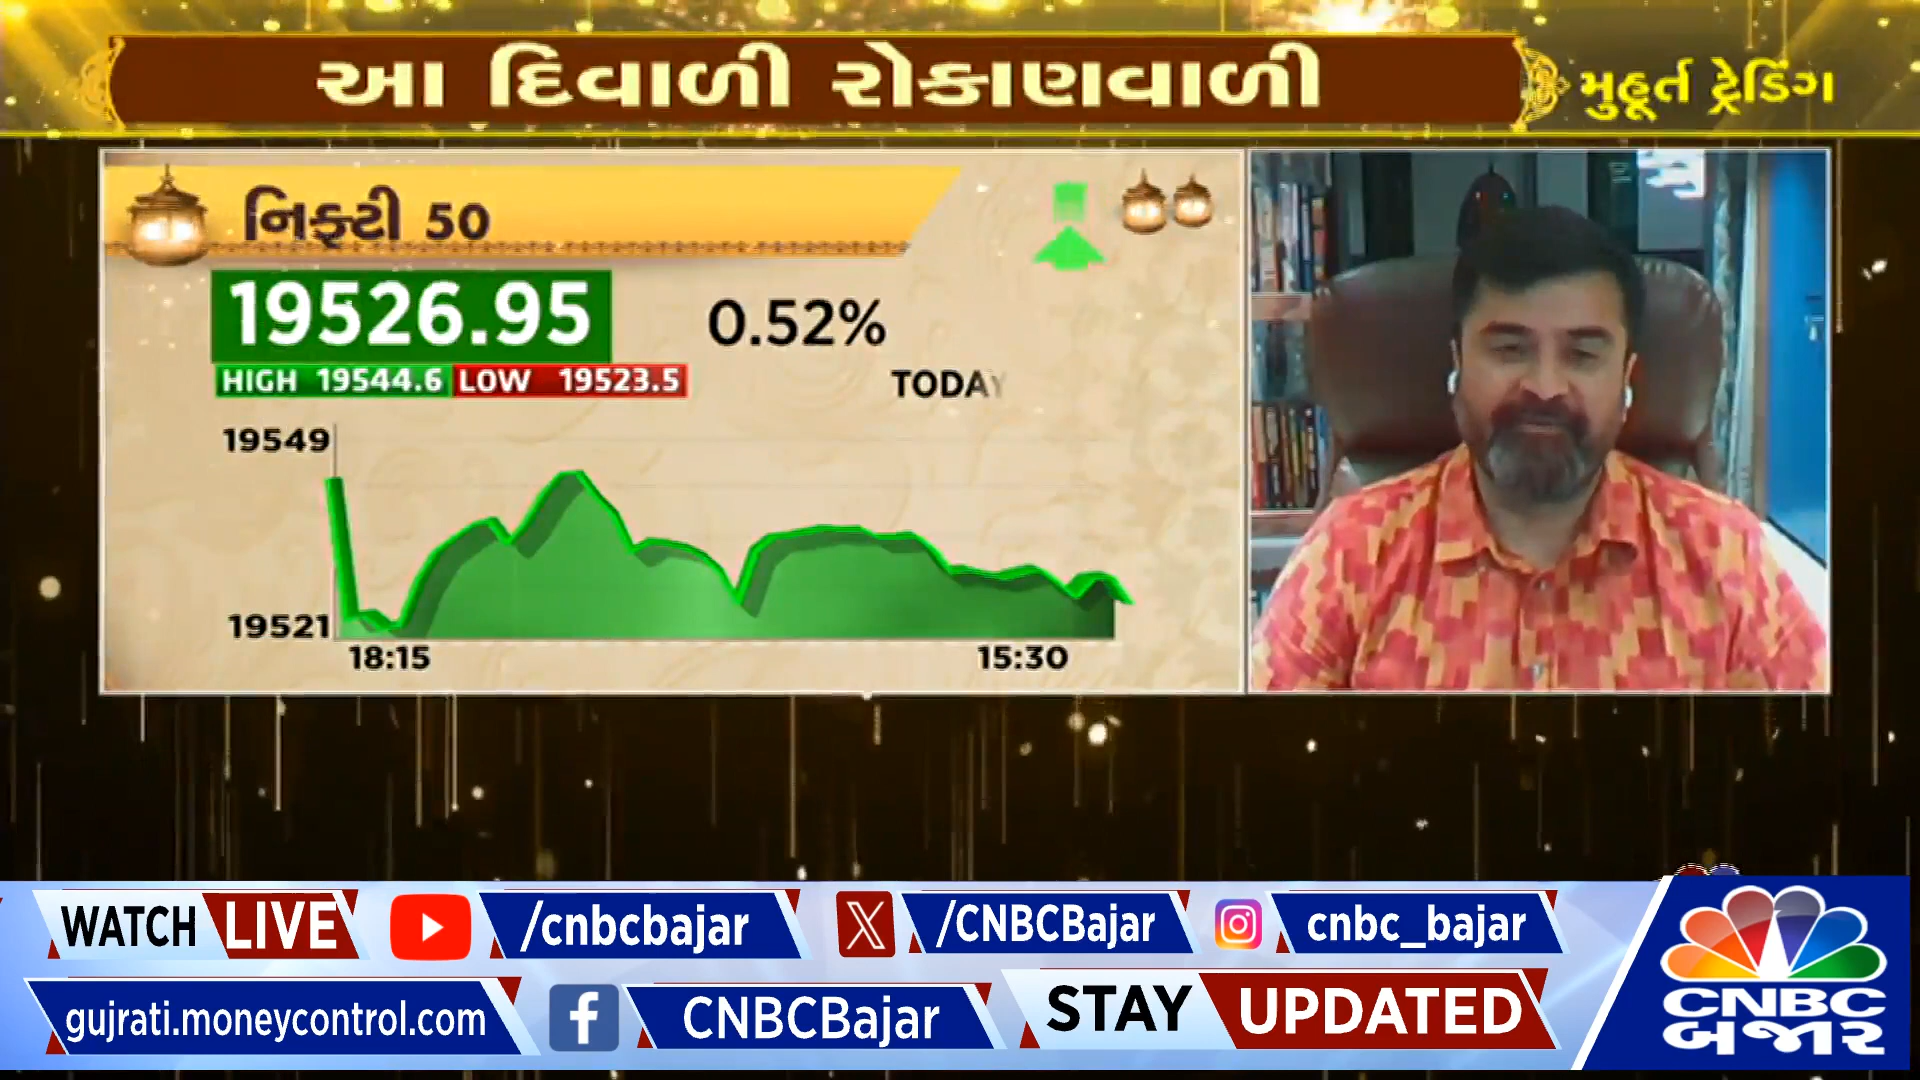 આ દિવાળી રોકાણવાળી
મુહૂર્ત ટ્રેડિંગ
નિફ્ટી 50
19526.95
0.52%
HIGH 19544.6 LOW 19523.5
TODAY
19549
19521
18:15
15:30
WATCH LIVE
/cnbcbajar
/CNBCBajar
cnbc_bajar
gujrati.moneycontrol.com
CNBCBajar
STAY UPDATED
CNBC
બજાર